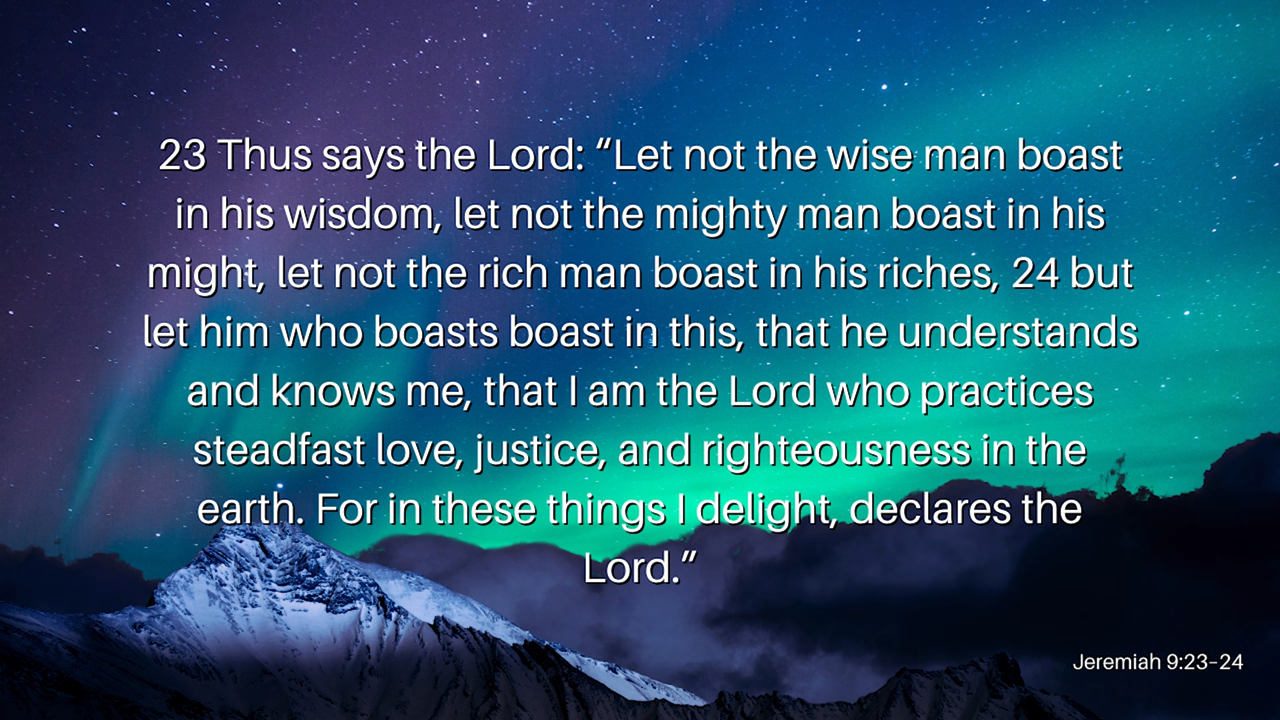 23 Thus says the Lord: “Let not the wise man boast
in his wisdom, let not the mighty man boast in his
might, let not the rich man boast in his riches, 24 but
let him who boasts boast in this, that he understands
and knows me, that I am the Lord who practices
steadfast love, justice, and righteousness in the
earth. For in these things I delight, declares the
Lord.”
Jeremiah 9:23–24